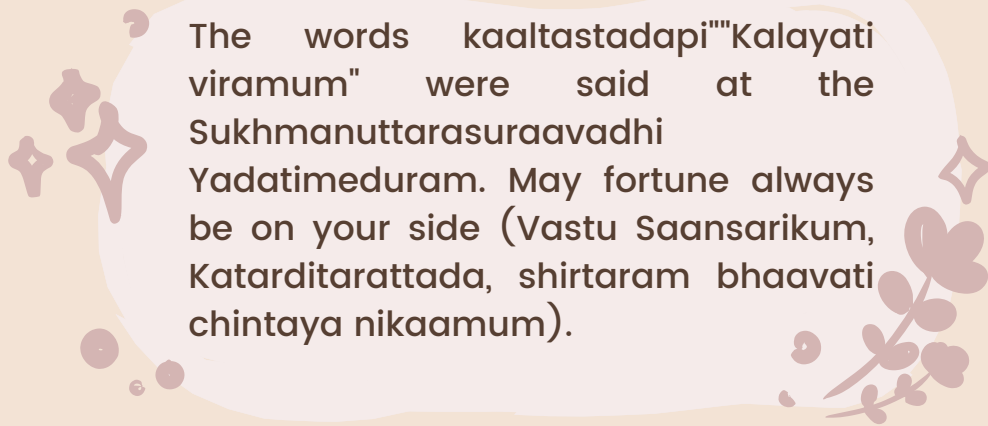 The words kaaltastadapi""Kalayati
viramum" were said at the
Sukhmanuttarasuraavadhi
Yadatimeduram. May fortune always
be on your side (Vastu Saansarikum,
Katarditarattada, shirtaram bhaavati
chintaya nikaamum).